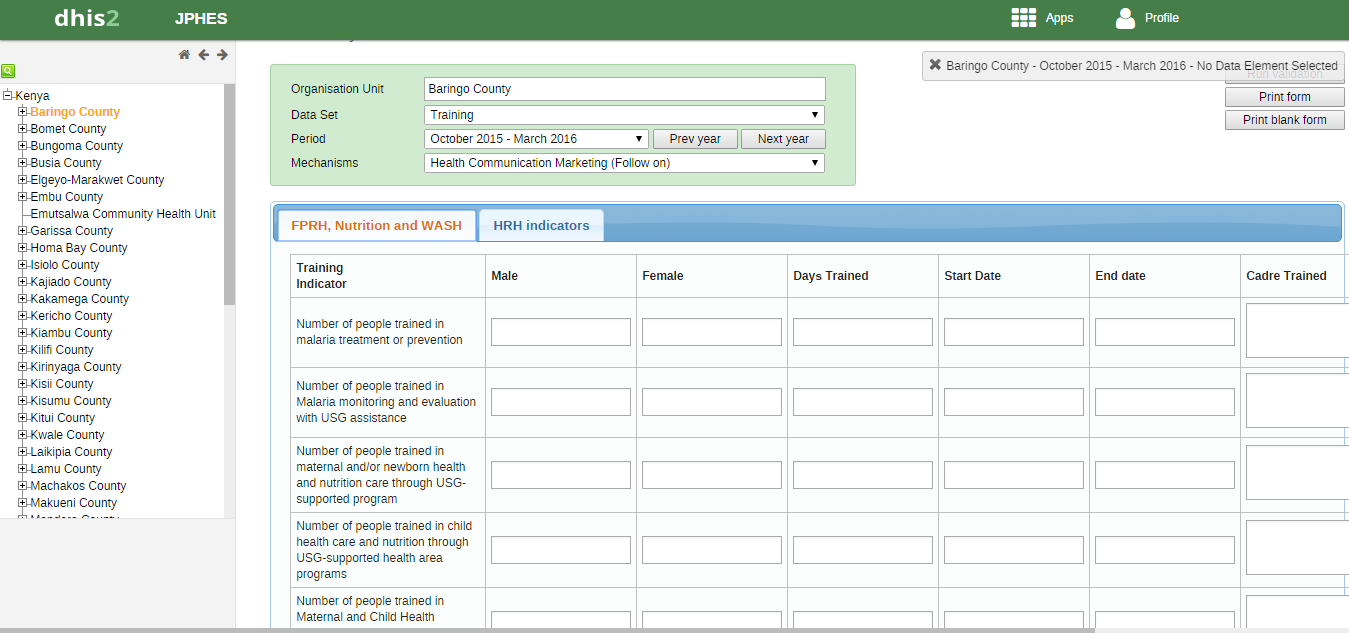 dhis2 JPHES Apps Profile
Kenya
Baringo County
Bomet County
Bungoma County
Busia County
Elgeyo-Marakwet County
Embu County
Emutsalwa Community Health Unit
Garissa County
Homa Bay County
Isiolo County
Kajiado County
Kakamega County
Kericho County
Kiambu County
Kilifi County
Kirinyaga County
Kisii County
Kisumu County
Kitui County
Kwale County
Laikipia County
Lamu County
Machakos County
Makueni County
Organisation Unit Baringo County
Data Set Training
Period October 2015 - March 2016 Prev year Next year
Mechanisms Health Communication Marketing (Follow on)
Baringo County - October 2015 - March 2016 - No Data Element Selected
Run validation
Print form
Print blank form
FPRH, Nutrition and WASH HRH indicators
Training
Indicator
Male Female Days Trained Start Date End date Cadre Trained
Number of people trained in
malaria treatment or prevention
Number of people trained in
Malaria monitoring and evaluation
with USG assistance
Number of people trained in
maternal and/or newborn health
and nutrition care through USG-
supported program
Number of people trained in child
health care and nutrition through
USG-supported health area
programs
Number of people trained in
Maternal and Child Health